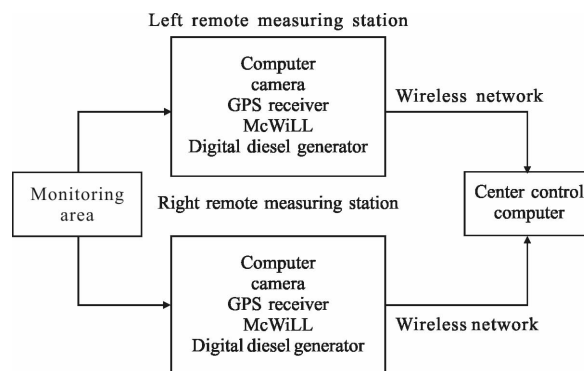 Left remote measuring station
Computer
camera
GPS receiver
McWiLL
Digital diesel generator
Wireless network
Monitoring
area
Center control
computer
Right remote measuring station
Computer
camera
GPS receiver
McWiLL
Digital diesel generator
Wireless network